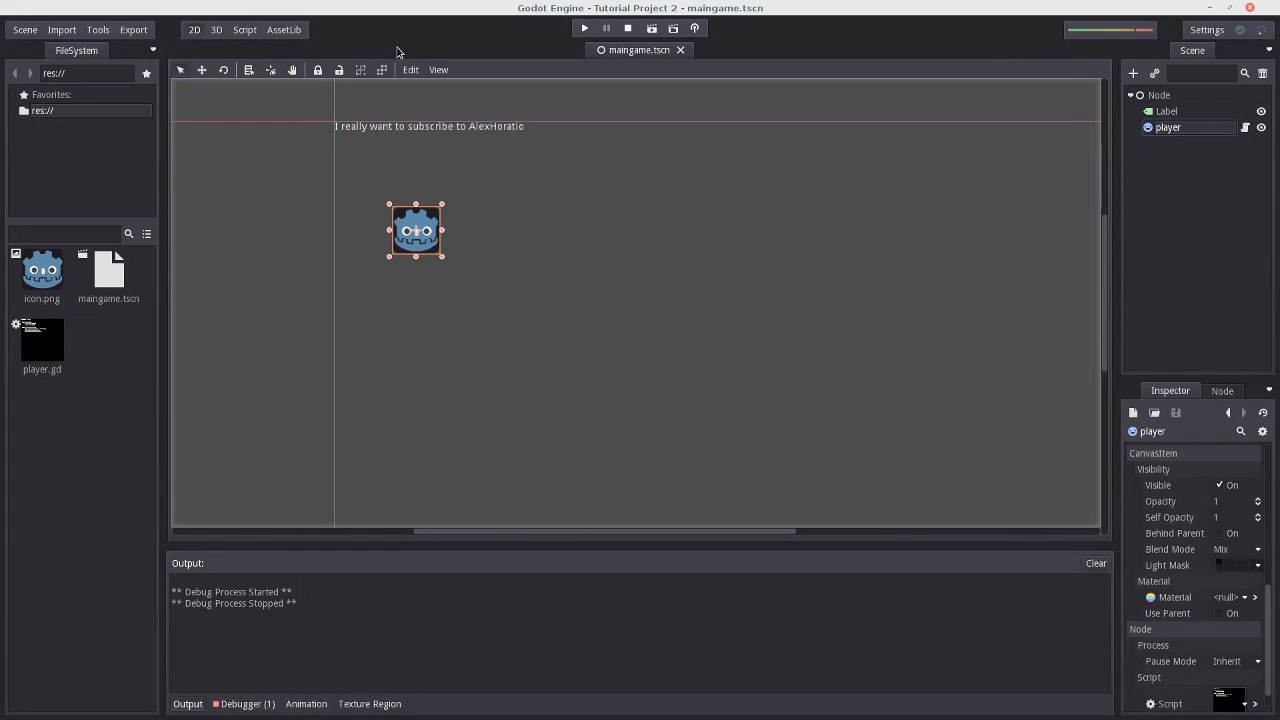 Godot Engine - Tutorial Project 2 - maingame.tscn
Scene Import Tools Export 2D 3D Script AssetLib Settings
FileSystem maingame.tscn Scene
res:// Edit View
Favorites:
res://
Node
Label
player
I really want to subscribe to AlexHoratio
icon.png maingame.tscn
player.gd
Inspector Node
player
CanvasItem
Visibility
Visible On
Opacity 1
Self Opacity 1
Behind Parent On
Blend Mode Mix
Light Mask
Material
Material <null>
Use Parent On
Node
Process
Pause Mode Inherit
Script
Script
Output: Clear
** Debug Process Started **
** Debug Process Stopped **
Output Debugger (1) Animation Texture Region